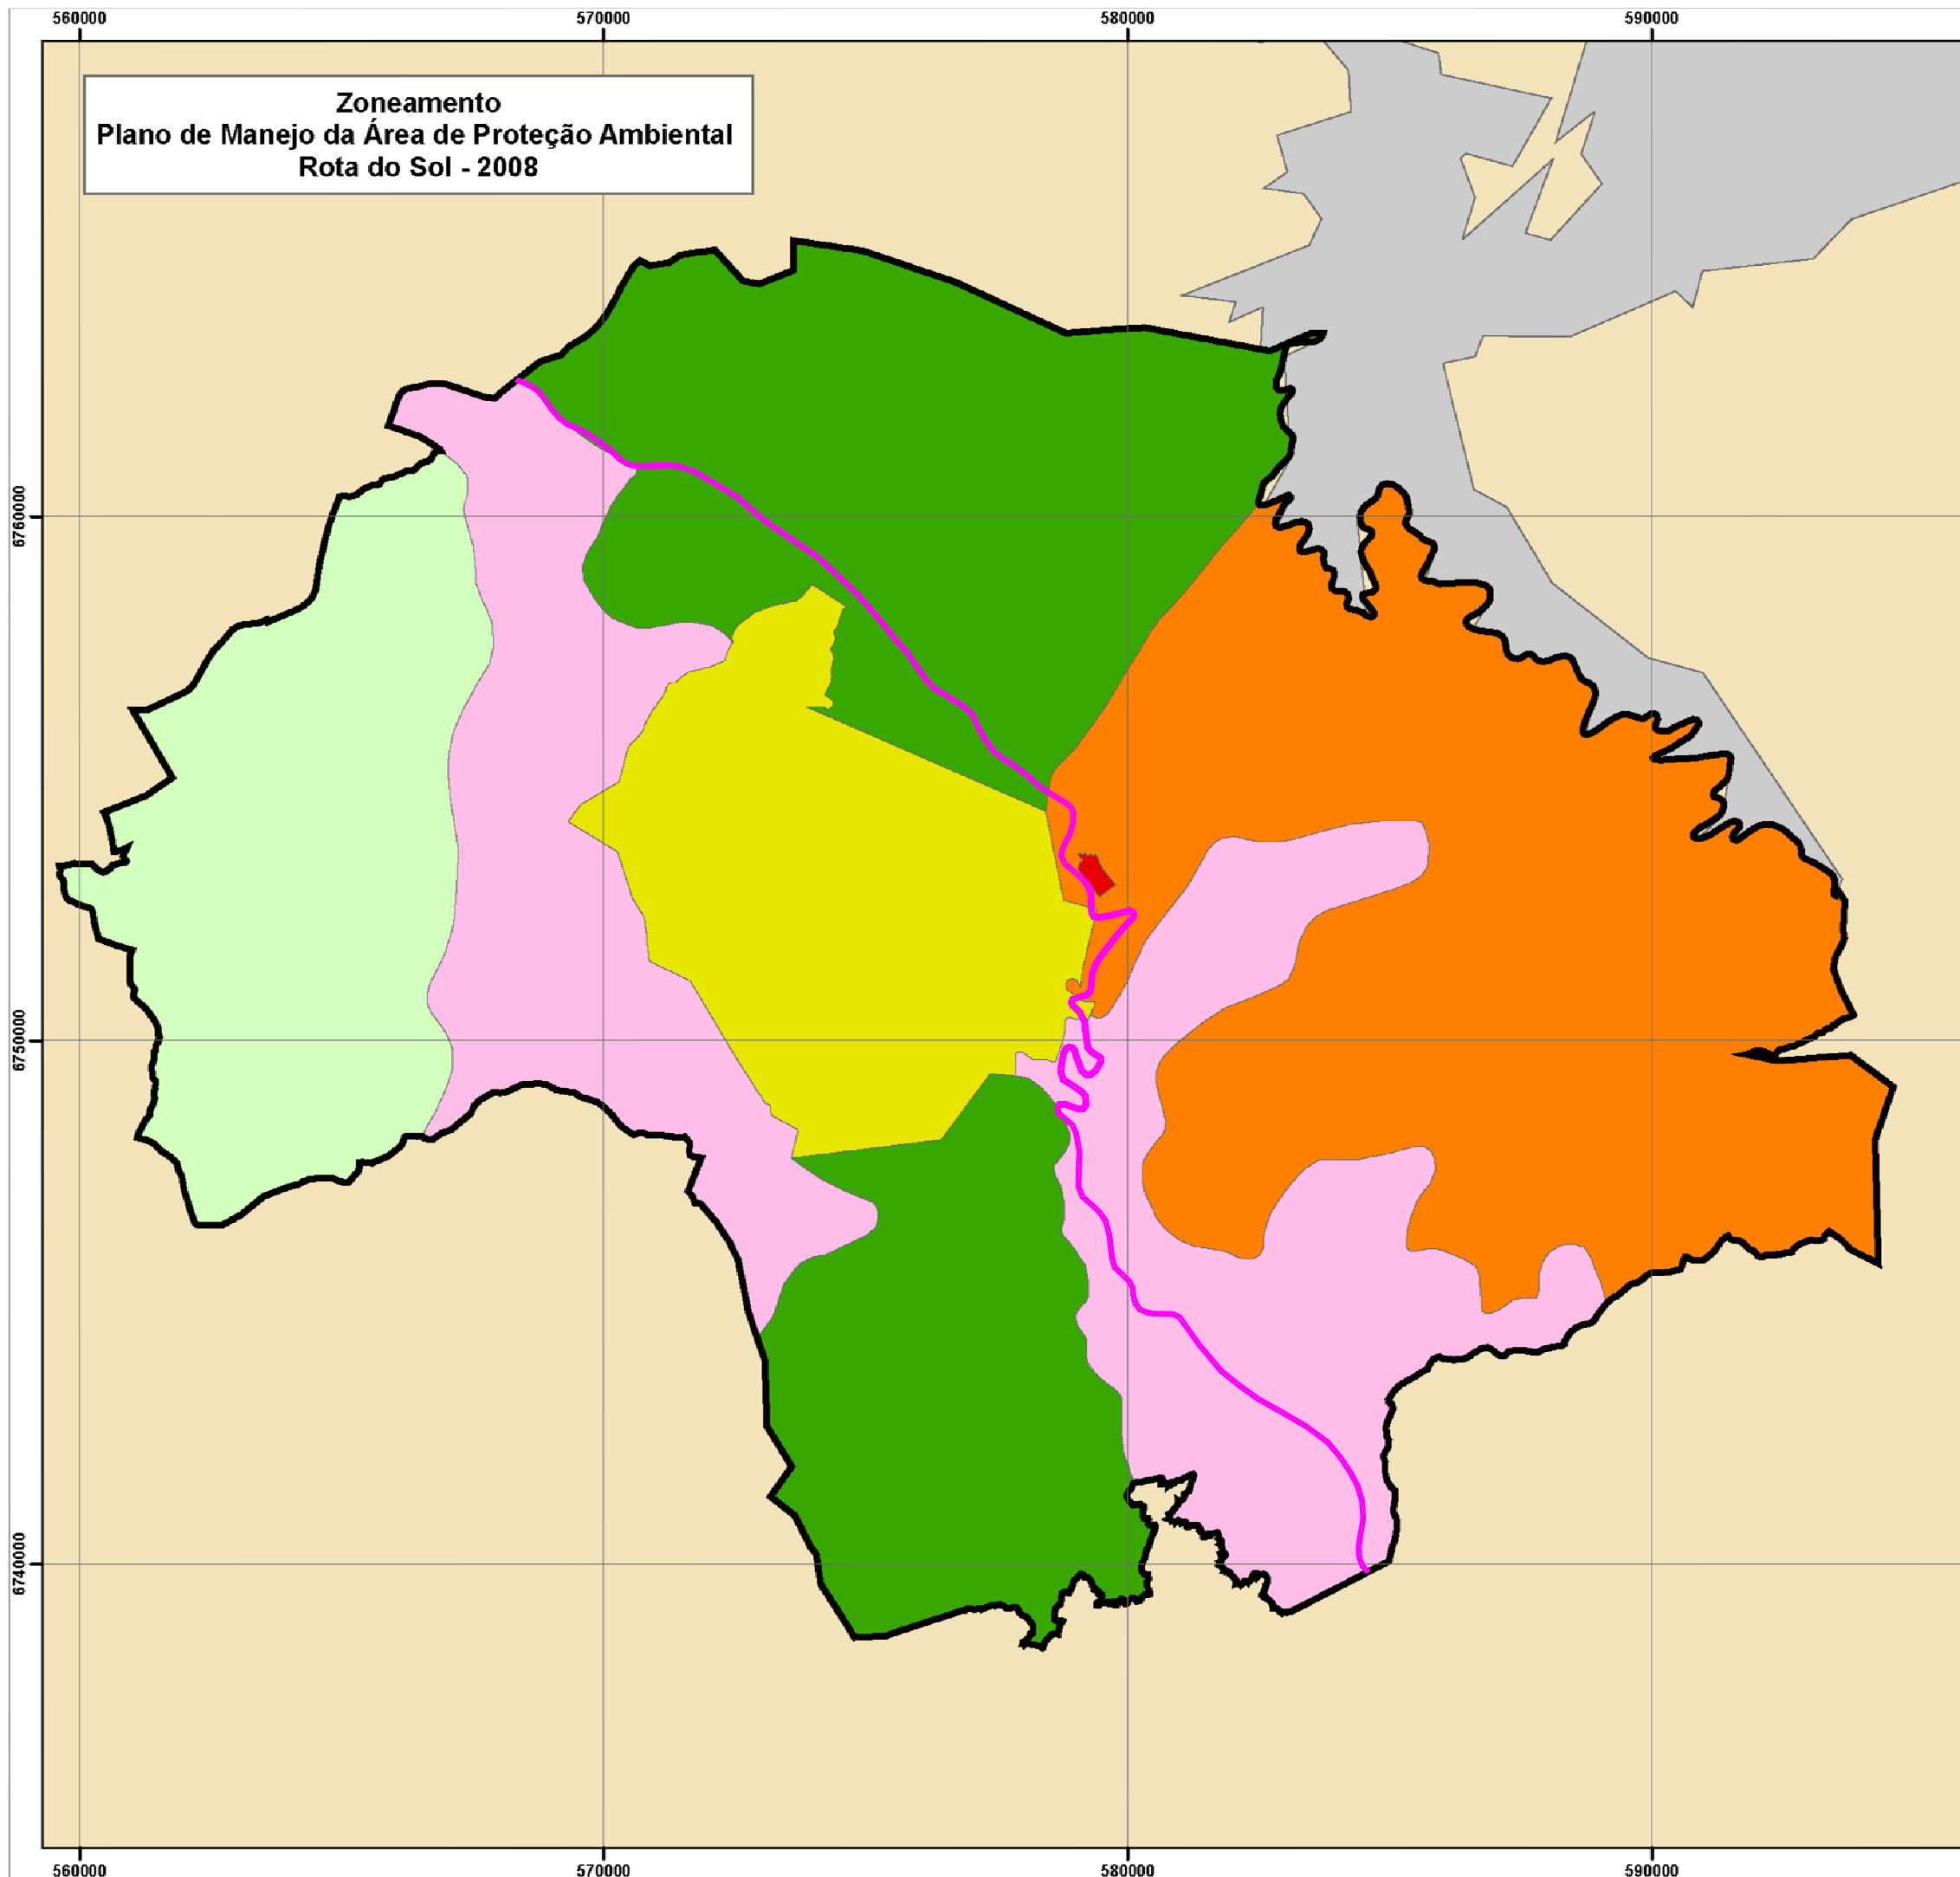 560000 570000 580000 590000
Zoneamento
Plano de Manejo da Área de Proteção Ambiental
Rota do Sol - 2008
6760000
6750000
6740000
560000 570000 580000 590000